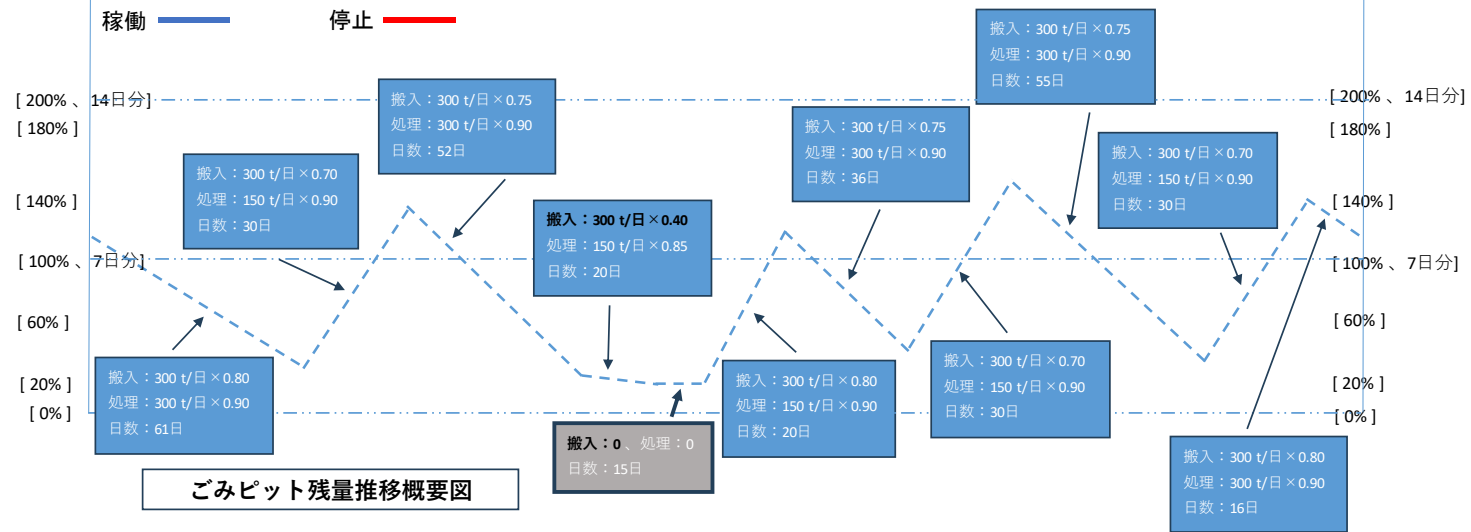 稼働
停止
[ 200% 、14日分]
[ 180% ]
[ 140% ]
[ 100% 、7日分]
[ 60% ]
[ 20% ]
[ 0% ]
搬入：300 t/日×0.80
処理：300 t/日×0.90
日数：61日
搬入：300 t/日×0.70
処理：150 t/日×0.90
日数：30日
搬入：300 t/日×0.75
処理：300 t/日×0.90
日数：52日
搬入：300 t/日×0.40
処理：150 t/日×0.85
日数：20日
搬入：0、処理：0
日数：15日
搬入：300 t/日×0.80
処理：150 t/日×0.90
日数：20日
搬入：300 t/日×0.75
処理：300 t/日×0.90
日数：36日
搬入：300 t/日×0.70
処理：150 t/日×0.90
日数：30日
搬入：300 t/日×0.75
処理：300 t/日×0.90
日数：55日
搬入：300 t/日×0.70
処理：150 t/日×0.90
日数：30日
搬入：300 t/日×0.80
処理：300 t/日×0.90
日数：16日
[ 200% 、14日分]
[ 180% ]
[ 140% ]
[ 100% 、7日分]
[ 60% ]
[ 20% ]
[ 0% ]
ごみピット残量推移概要図